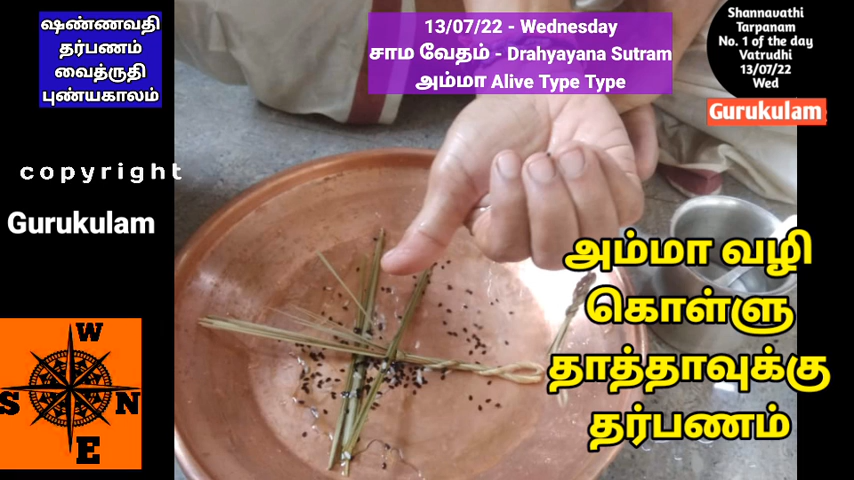 ஷண்ணவதி
தர்பணம்
வைத்ருதி
புண்யகாலம்
13/07/22 - Wednesday
சாம வேதம் - Drahyayana Sutram
அம்மா Alive Type Type
Shannavathi
Tarpanam
No. 1 of the day
Vatrudhi
13/07/22
Wed
Gurukulam
copyright
Gurukulam
அம்மா வழி
கொள்ளு
தாத்தாவுக்கு
தர்பணம்
W
S N
E